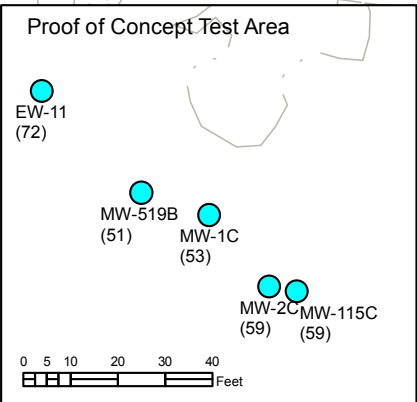 Proof of Concept Test Area
EW-11
(72)
MW-519B
(51)
MW-1C
(53)
MW-2C
(59)
MW-115C
(59)
0 5 10 20 30 40
Feet